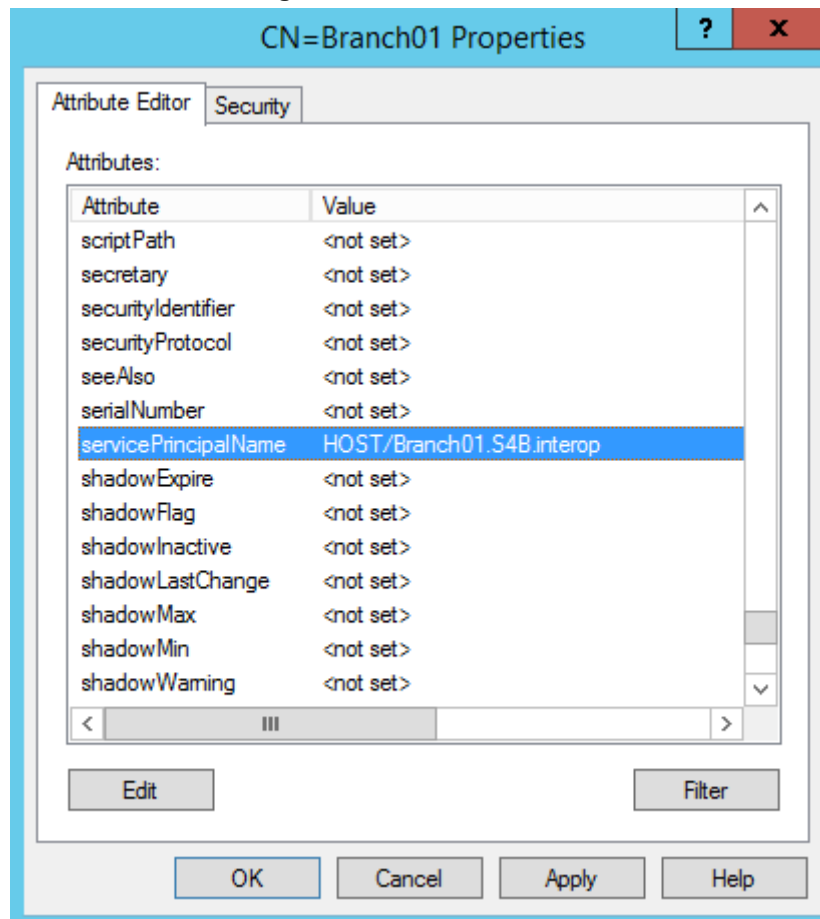 CN=Branch01 Properties
? x
Attribute Editor Security
Attributes:
Attribute Value
scriptPath <not set>
secretary <not set>
securityIdentifier <not set>
securityProtocol <not set>
seeAlso <not set>
serialNumber <not set>
servicePrincipalName HOST/Branch01.S4B.interop
shadowExpire <not set>
shadowFlag <not set>
shadowInactive <not set>
shadowLastChange <not set>
shadowMax <not set>
shadowMin <not set>
shadowWarning <not set>
Edit Filter
OK Cancel Apply Help